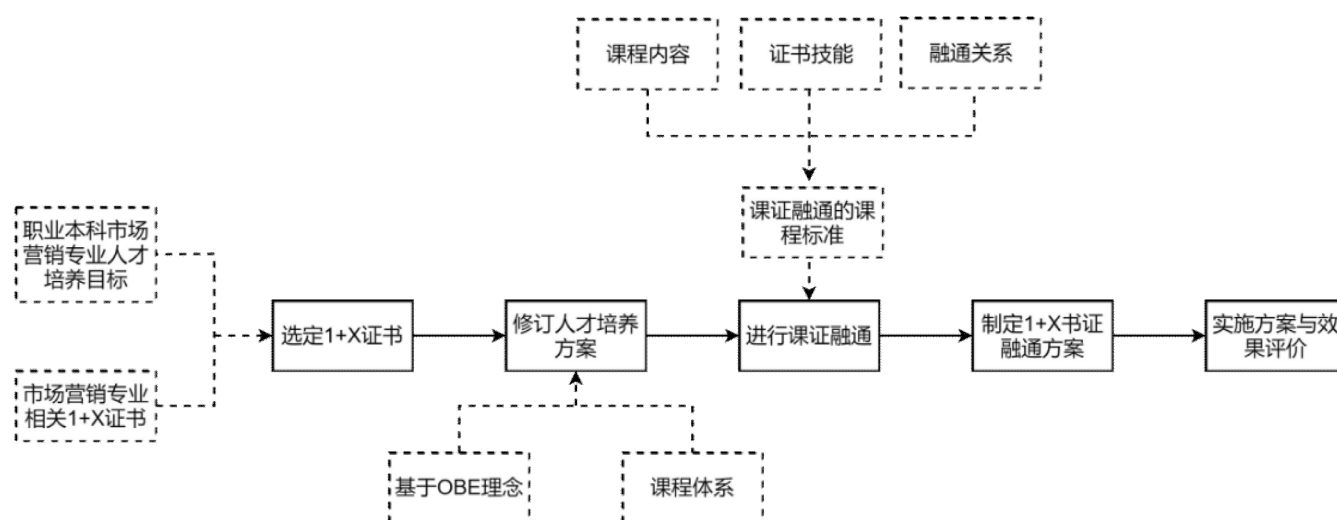 课程内容
证书技能
融通关系
职业本科市场
营销专业人才
培养目标
课证融通的课
程标准
选定1+X证书
修订人才培养
方案
进行课证融通
制定1+X书证
融通方案
实施方案与效
果评价
市场营销专业
相关1+X证书
基于OBE理念
课程体系